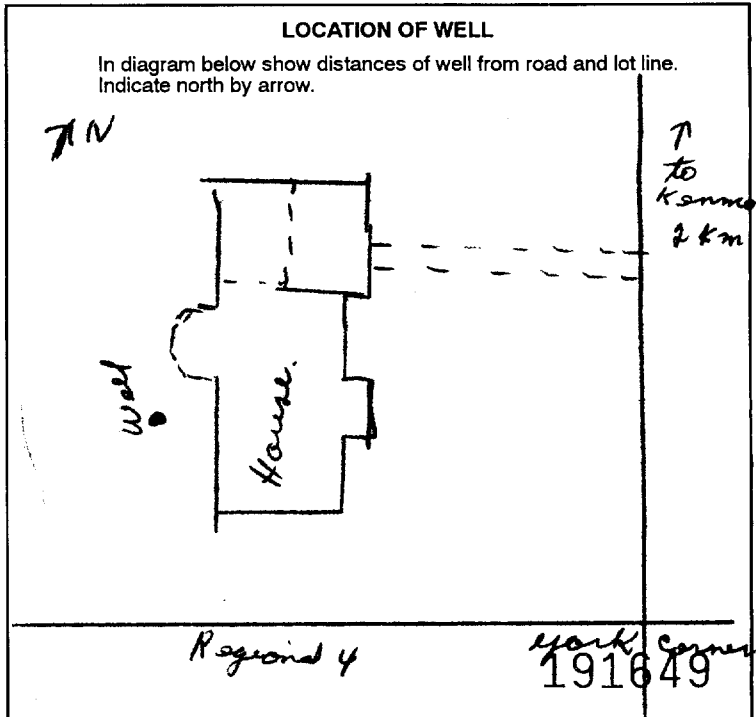 LOCATION OF WELL
In diagram below show distances of well from road and lot line.
Indicate north by arrow.
N
to
Kenmo
2 Km
Well
House.
Regional 4
York Corner
191649